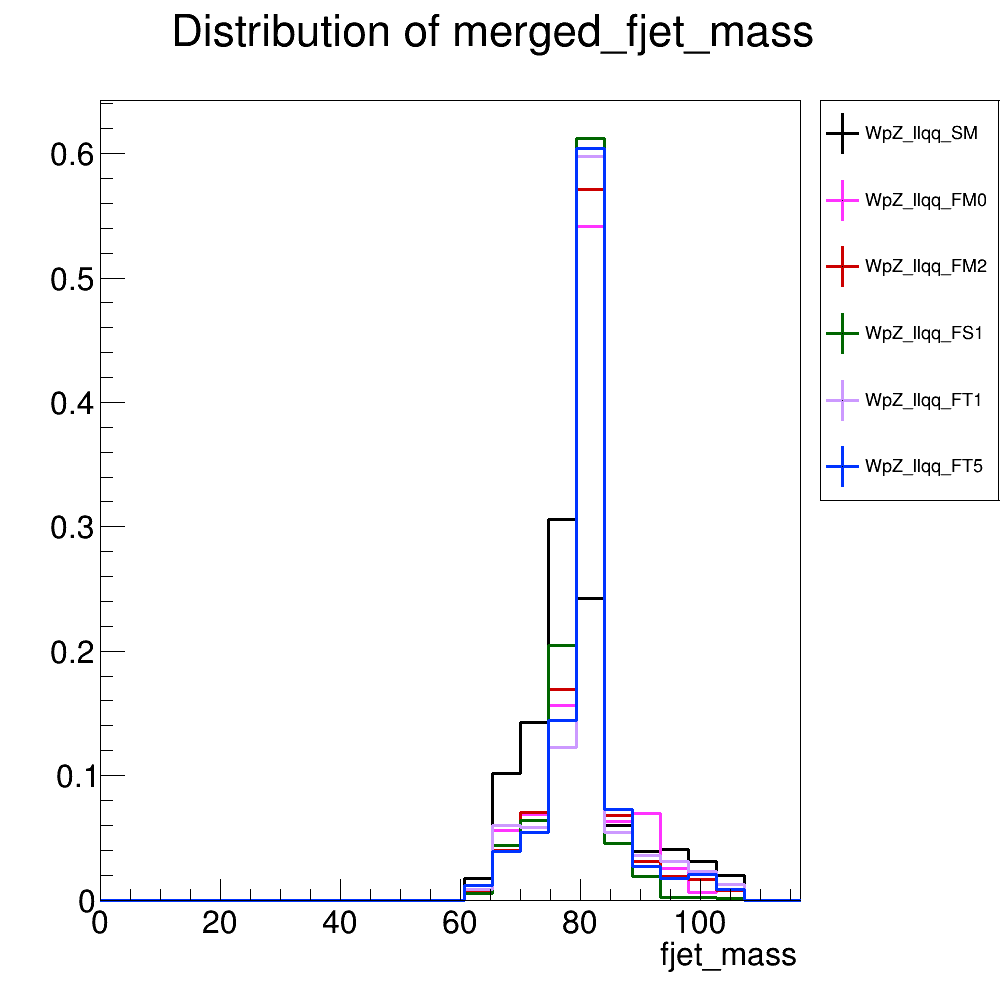 Distribution of merged_fjet_mass
0.6
0.5
0.4
0.3
0.2
0.1
0
0 20 40 60 80 100
fjet_mass
WpZ_llqq_SM
WpZ_llqq_FM0
WpZ_llqq_FM2
WpZ_llqq_FS1
WpZ_llqq_FT1
WpZ_llqq_FT5